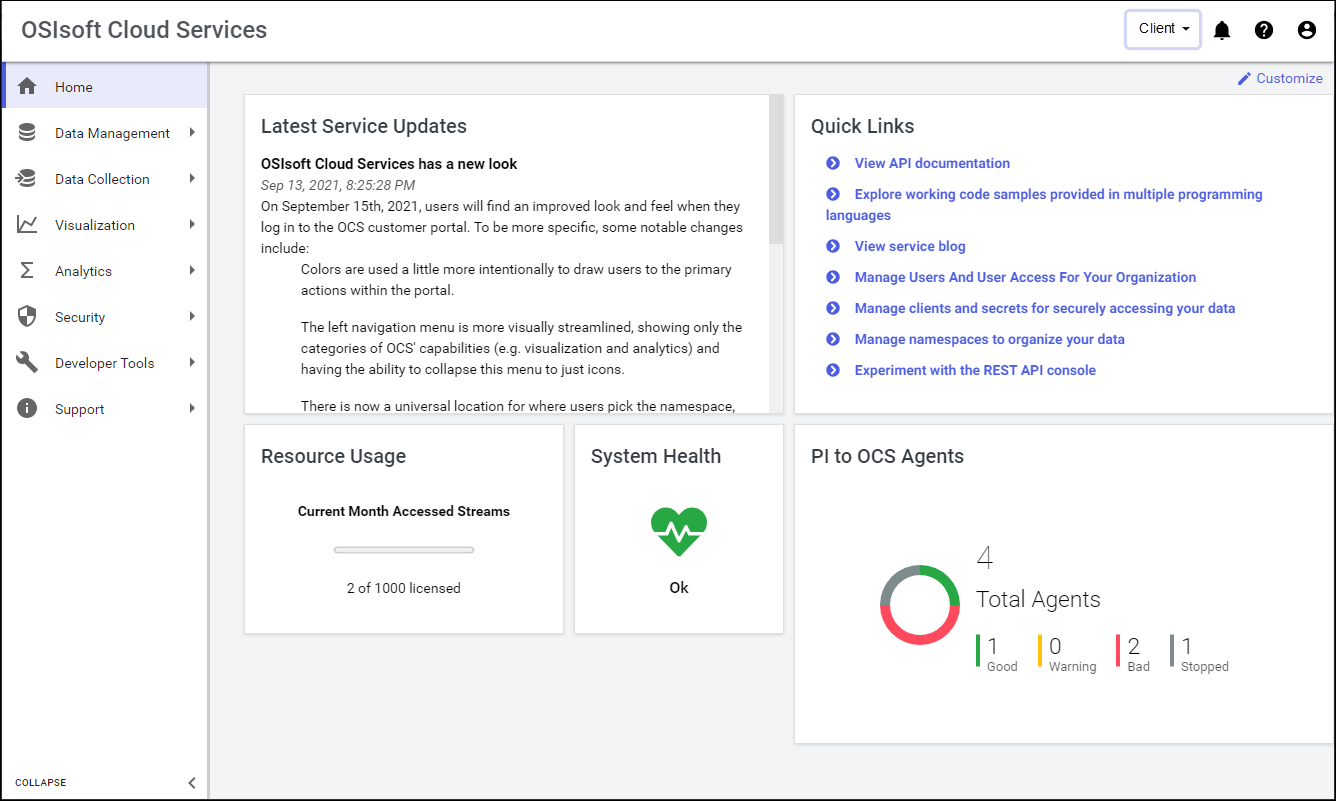 OSIsoft Cloud Services
Client
Home
Data Management
Data Collection
Visualization
Analytics
Security
Developer Tools
Support
COLLAPSE
Customize
Latest Service Updates
OSIsoft Cloud Services has a new look
Sep 13, 2021, 8:25:28 PM
On September 15th, 2021, users will find an improved look and feel when they
log in to the OCS customer portal. To be more specific, some notable changes
include:
Colors are used a little more intentionally to draw users to the primary
actions within the portal.
The left navigation menu is more visually streamlined, showing only the
categories of OCS' capabilities (e.g. visualization and analytics) and
having the ability to collapse this menu to just icons.
There is now a universal location for where users pick the namespace,
Quick Links
View API documentation
Explore working code samples provided in multiple programming
languages
View service blog
Manage Users And User Access For Your Organization
Manage clients and secrets for securely accessing your data
Manage namespaces to organize your data
Experiment with the REST API console
Resource Usage
Current Month Accessed Streams
2 of 1000 licensed
System Health
Ok
PI to OCS Agents
4
Total Agents
1 0 2 1
Good Warning Bad Stopped